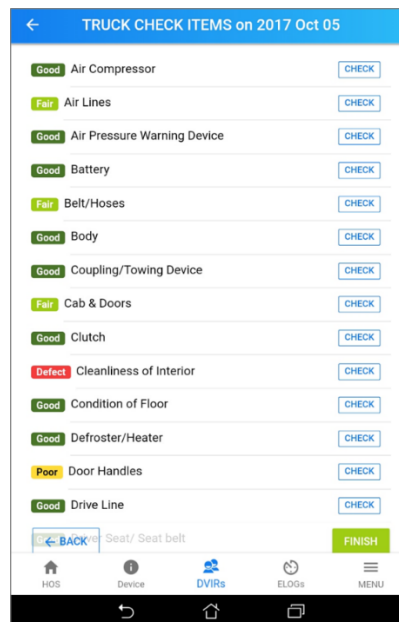 TRUCK CHECK ITEMS on 2017 Oct 05
Good Air Compressor CHECK
Fair Air Lines CHECK
Good Air Pressure Warning Device CHECK
Good Battery CHECK
Fair Belt/Hoses CHECK
Good Body CHECK
Good Coupling/Towing Device CHECK
Fair Cab & Doors CHECK
Good Clutch CHECK
Defect Cleanliness of Interior CHECK
Good Condition of Floor CHECK
Good Defroster/Heater CHECK
Poor Door Handles CHECK
Good Drive Line CHECK
Seat/ Seat belt
BACK FINISH
HOS Device DVIRs ELOGs MENU